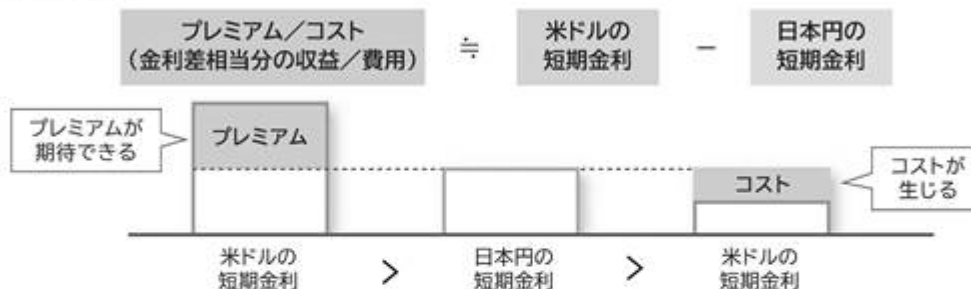 プレミアム／コスト
（金利差相当分の収益／費用）
≒
米ドルの
短期金利
－
日本円の
短期金利
プレミアムが
期待できる
プレミアム
コスト
コストが
生じる
米ドルの
短期金利
>
日本円の
短期金利
>
米ドルの
短期金利